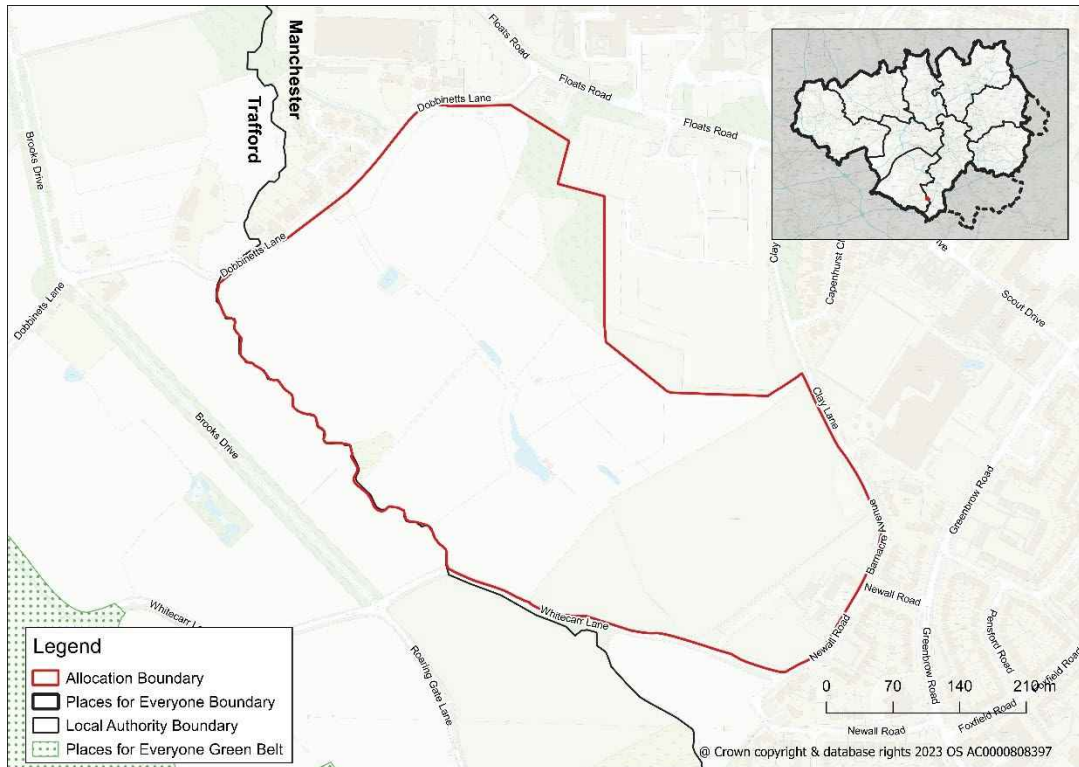 Manchester
Trafford
Floats Road
Floats Road
Floats Road
Dobbinetts Lane
Dobbinetts Lane
Dobbinets Lane
Brooks Drive
Brooks Drive
Clay
Capenhurst Cl
ve
Scout Drive
Clay Lane
Barnacre Avenue
Greenbrow Road
Newall Road
Newall Road
Greenbrow Road
Pensford Road
Foxfield Road
Foxfield Road
Newall Road
Whitecarr Lane
Whitecarr L
Roaring Gate Lane
Legend
Allocation Boundary
Places for Everyone Boundary
Local Authority Boundary
Places for Everyone Green Belt
0 70 140 210 m
@ Crown copyright & database rights 2023 OS AC0000808397